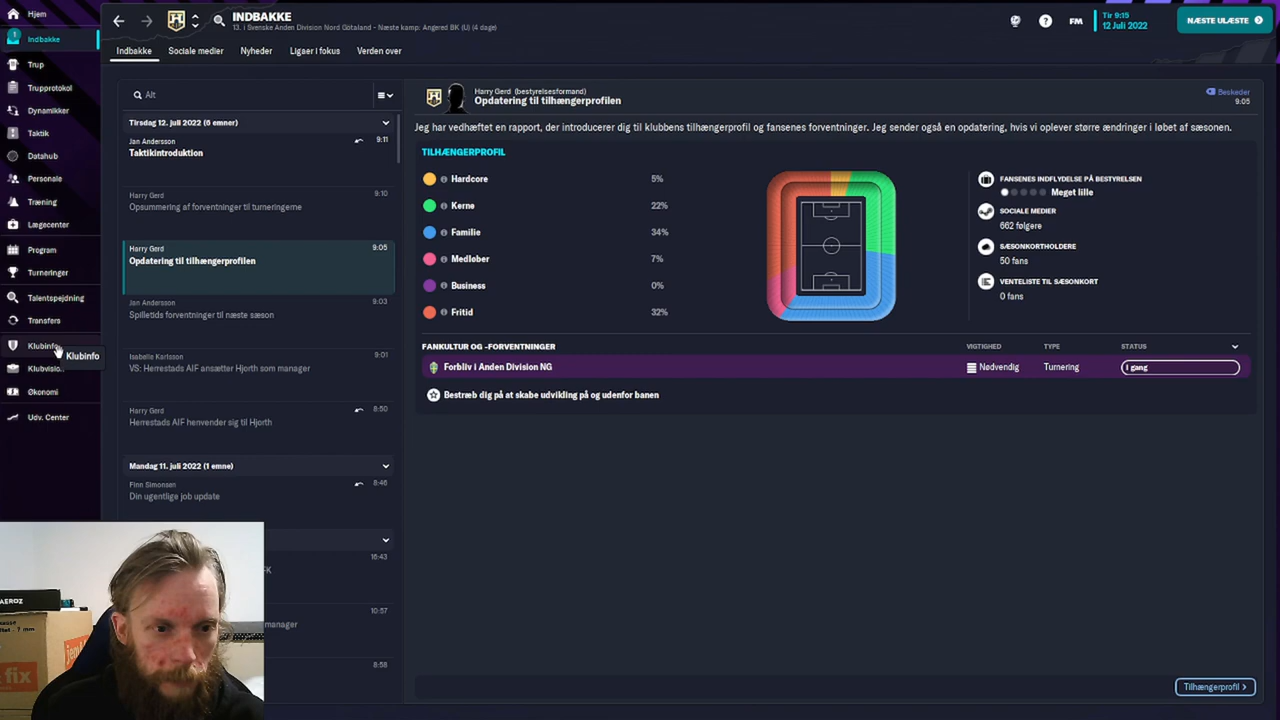 Hjem
1
Indbakke
Trup
Trupprotokol
Dynamikker
Taktik
Datahub
Personale
Træning
Lægecenter
Program
Turneringer
Talentspejdning
Transfers
Klubinfo
Klubinfo
Økonomi
Udv. Center
INDBAKKE
13. i Svenske Anden Division Nord Götaland - Næste kamp: Angered BK (U) (4 dage)
?
FM
Tir 9:15
12 Juli 2022
NÆSTE ULÆSTE
Indbakke
Sociale medier
Nyheder
Ligaer i fokus
Verden over
Alt
Tirsdag 12. juli 2022 (6 emner)
Jan Andersson
9:11
Taktikintroduktion
Harry Gerd
9:10
Opsummering af forventninger til turneringerne
Harry Gerd
9:05
Opdatering til tilhængerprofilen
Jan Andersson
9:03
Spilletids forventninger til næste sæson
Isabelle Karlsson
9:01
VS: Herrestads AIF ansætter Hjorth som manager
Harry Gerd
8:50
Herrestads AIF henvender sig til Hjorth
Mandag 11. juli 2022 (1 emne)
Finn Simonsen
8:46
Din ugentlige job update
16:43
FK
10:57
manager
8:58
Harry Gerd (bestyrelsesformand)
Opdatering til tilhængerprofilen
Beskeder
9:05
Jeg har vedhæftet en rapport, der introducerer dig til klubbens tilhængerprofil og fansenes forventninger. Jeg sender også en opdatering, hvis vi oplever større ændringer i løbet af sæsonen.
TILHÆNGERPROFIL
Hardcore 5%
Kerne 22%
Familie 34%
Medløber 7%
Business 0%
Fritid 32%
FANSENES INDFLYDELSE PÅ BESTYRELSEN
Meget lille
SOCIALE MEDIER
662 følgere
SÆSONKORTHOLDERE
50 fans
VENTELISTE TIL SÆSONKORT
0 fans
FANKULTUR OG -FORVENTNINGER
VIGTIGHED
TYPE
STATUS
Forbliv i Anden Division NG
Nødvendig
Turnering
I gang
Bestræb dig på at skabe udvikling på og udenfor banen
Tilhængerprofil
AEROZ
7 mm
fix